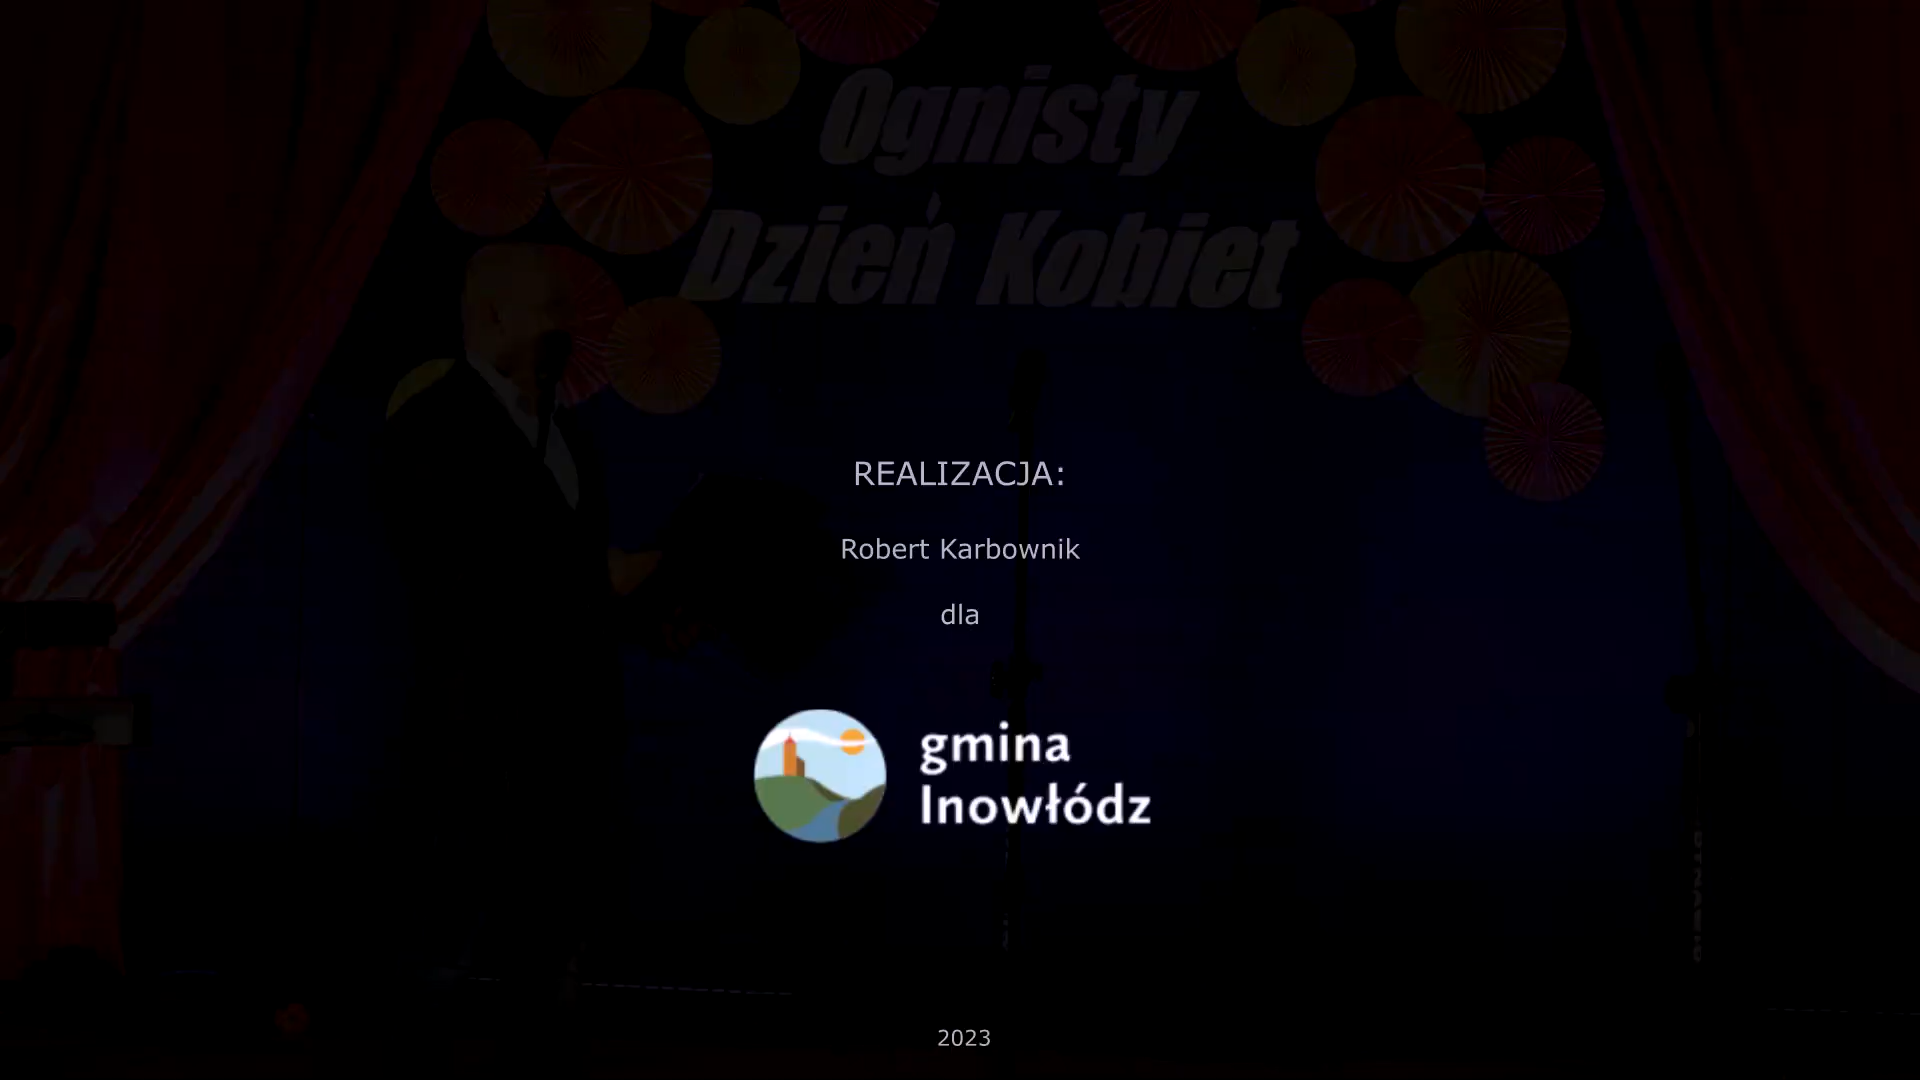 Ognisty
Dzień Kobiet
REALIZACJA:
Robert Karbownik
dla
gmina
Inowłódz
2023